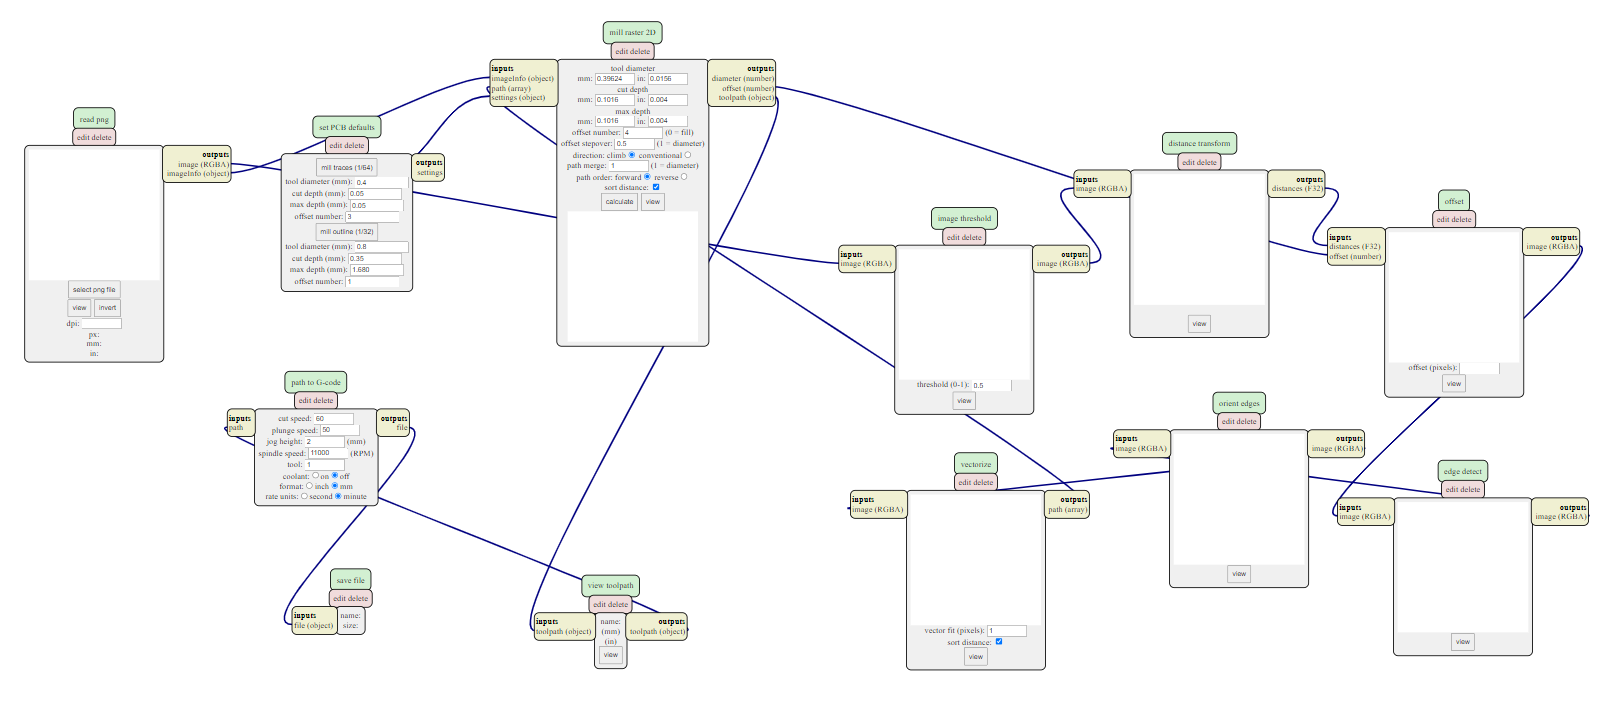 mill raster 2D
edit delete
inputs
imageInfo (object)
path (array)
settings (object)
tool diameter
mm: 0.39624 in: 0.0156
cut depth
mm: 0.1016 in: 0.004
max depth
mm: 0.1016 in: 0.004
offset number: 4 (0 = fill)
offset stepover: 0.5 (1 = diameter)
direction: climb conventional
path merge: 1 (1 = diameter)
path order: forward reverse
sort distance:
calculate view
outputs
diameter (number)
offset (number)
toolpath (object)
read png
edit delete
select png file
view invert
dpi:
px:
mm:
in:
outputs
image (RGBA)
imageInfo (object)
set PCB defaults
edit delete
mill traces (1/64)
tool diameter (mm): 0.4
cut depth (mm): 0.05
max depth (mm): 0.05
offset number: 3
mill outline (1/32)
tool diameter (mm): 0.8
cut depth (mm): 0.35
max depth (mm): 1.680
offset number: 1
outputs
settings
distance transform
edit delete
inputs
image (RGBA)
view
outputs
distances (F32)
image threshold
edit delete
inputs
image (RGBA)
threshold (0-1): 0.5
view
outputs
image (RGBA)
offset
edit delete
inputs
distances (F32)
offset (number)
offset (pixels):
view
outputs
image (RGBA)
path to G-code
edit delete
inputs
path
cut speed: 60
plunge speed: 50
jog height: 2 (mm)
spindle speed: 11000 (RPM)
tool: 1
coolant: on off
format: inch mm
rate units: second minute
outputs
file
orient edges
edit delete
inputs
image (RGBA)
view
outputs
image (RGBA)
vectorize
edit delete
inputs
image (RGBA)
vector fit (pixels): 1
sort distance:
view
outputs
path (array)
edge detect
edit delete
inputs
image (RGBA)
view
outputs
image (RGBA)
save file
edit delete
inputs
file (object)
name:
size:
view toolpath
edit delete
inputs
toolpath (object)
name:
(mm)
(in)
view
outputs
toolpath (object)